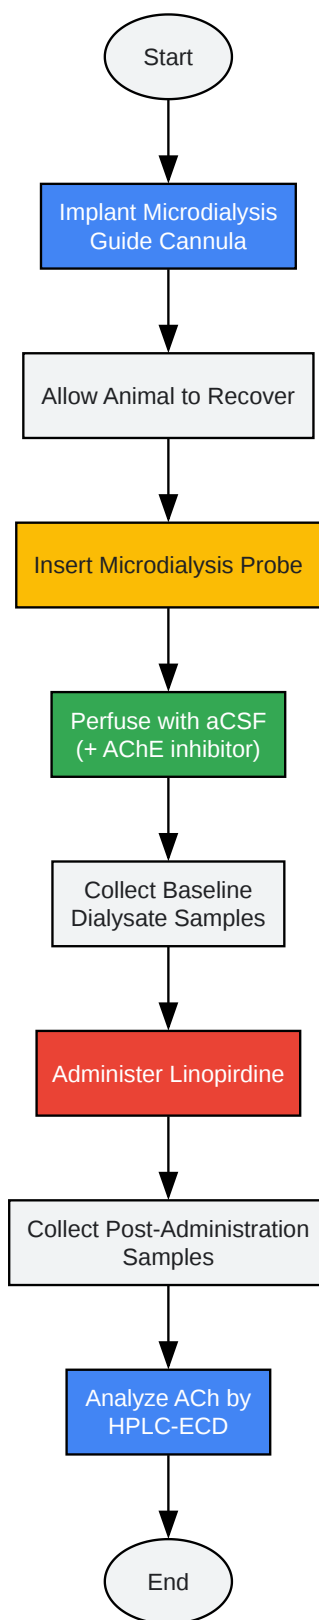 Start
Implant Microdialysis
Guide Cannula
Allow Animal to Recover
Insert Microdialysis Probe
Perfuse with aCSF
(+ AChE inhibitor)
Collect Baseline
Dialysate Samples
Administer Linopirdine
Collect Post-Administration
Samples
Analyze ACh by
HPLC-ECD
End